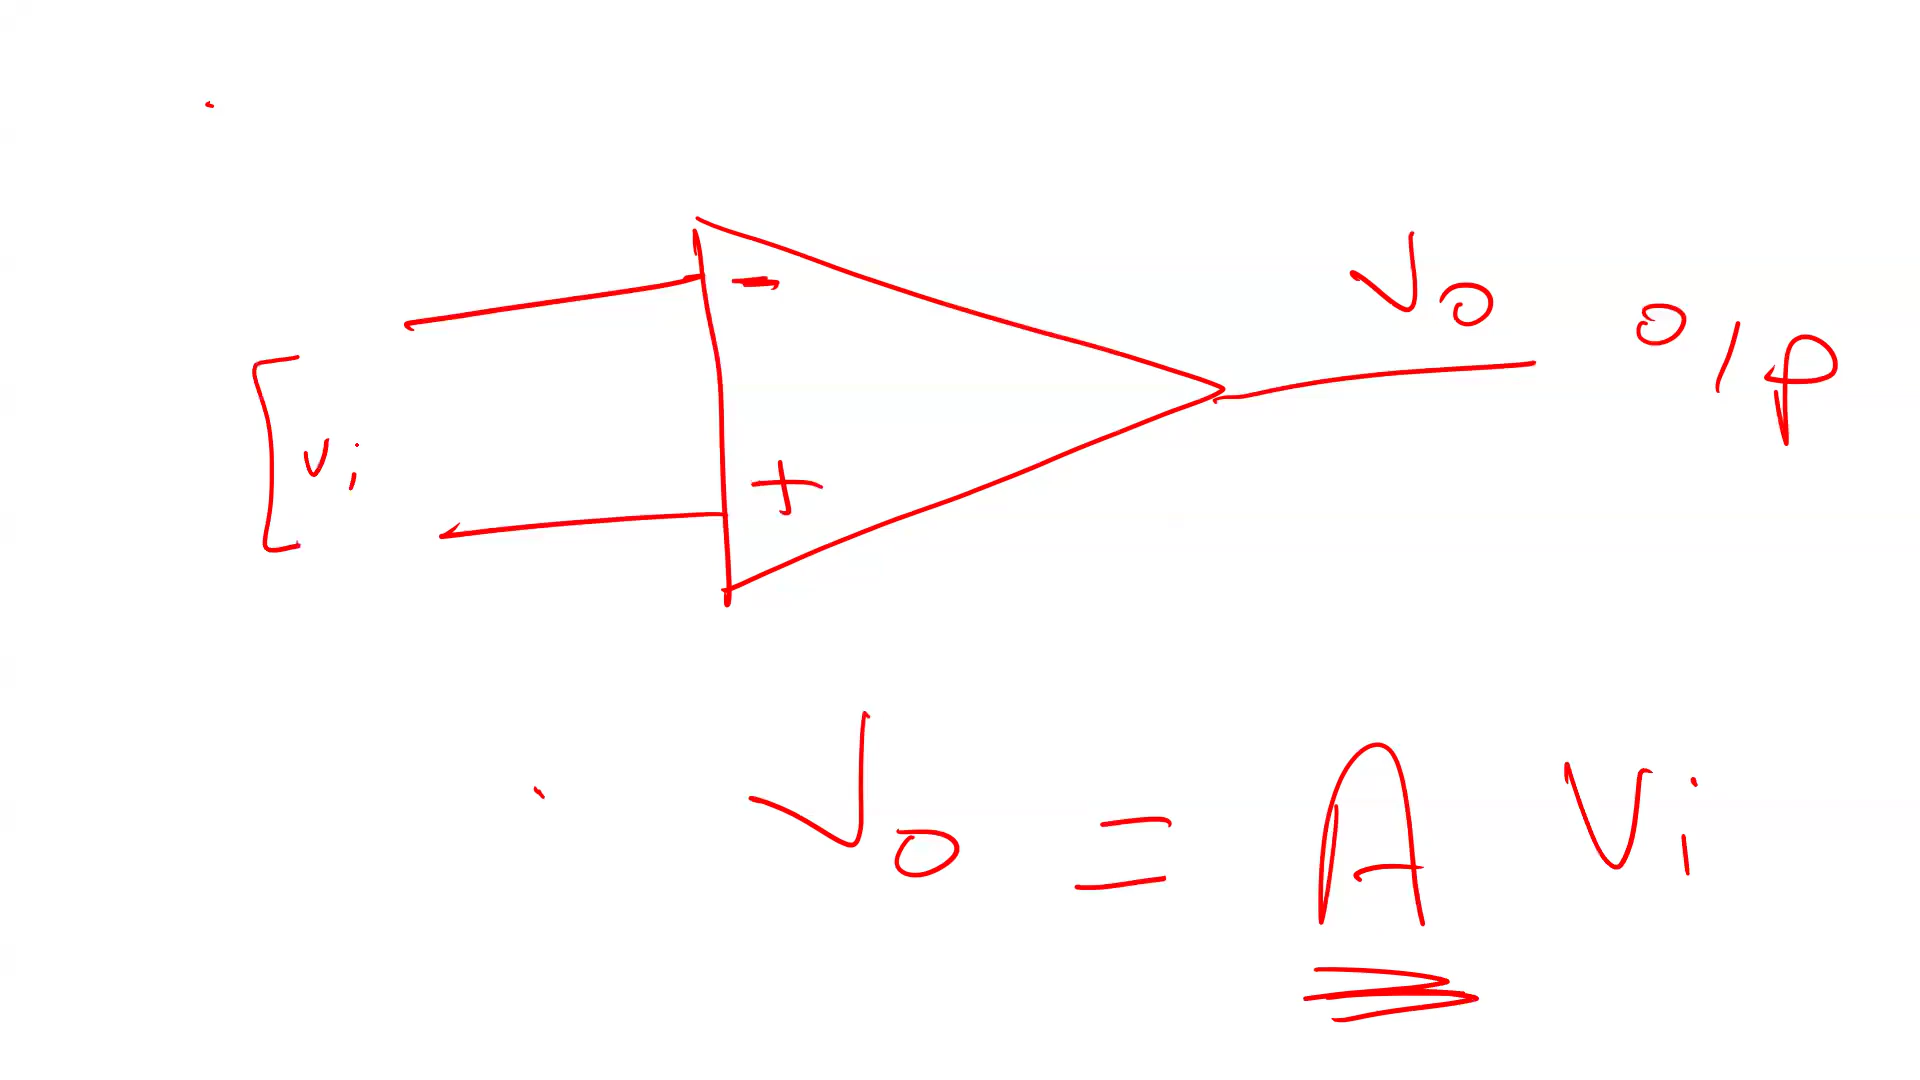 -
Vo o/p
vi
+
Vo = A Vi